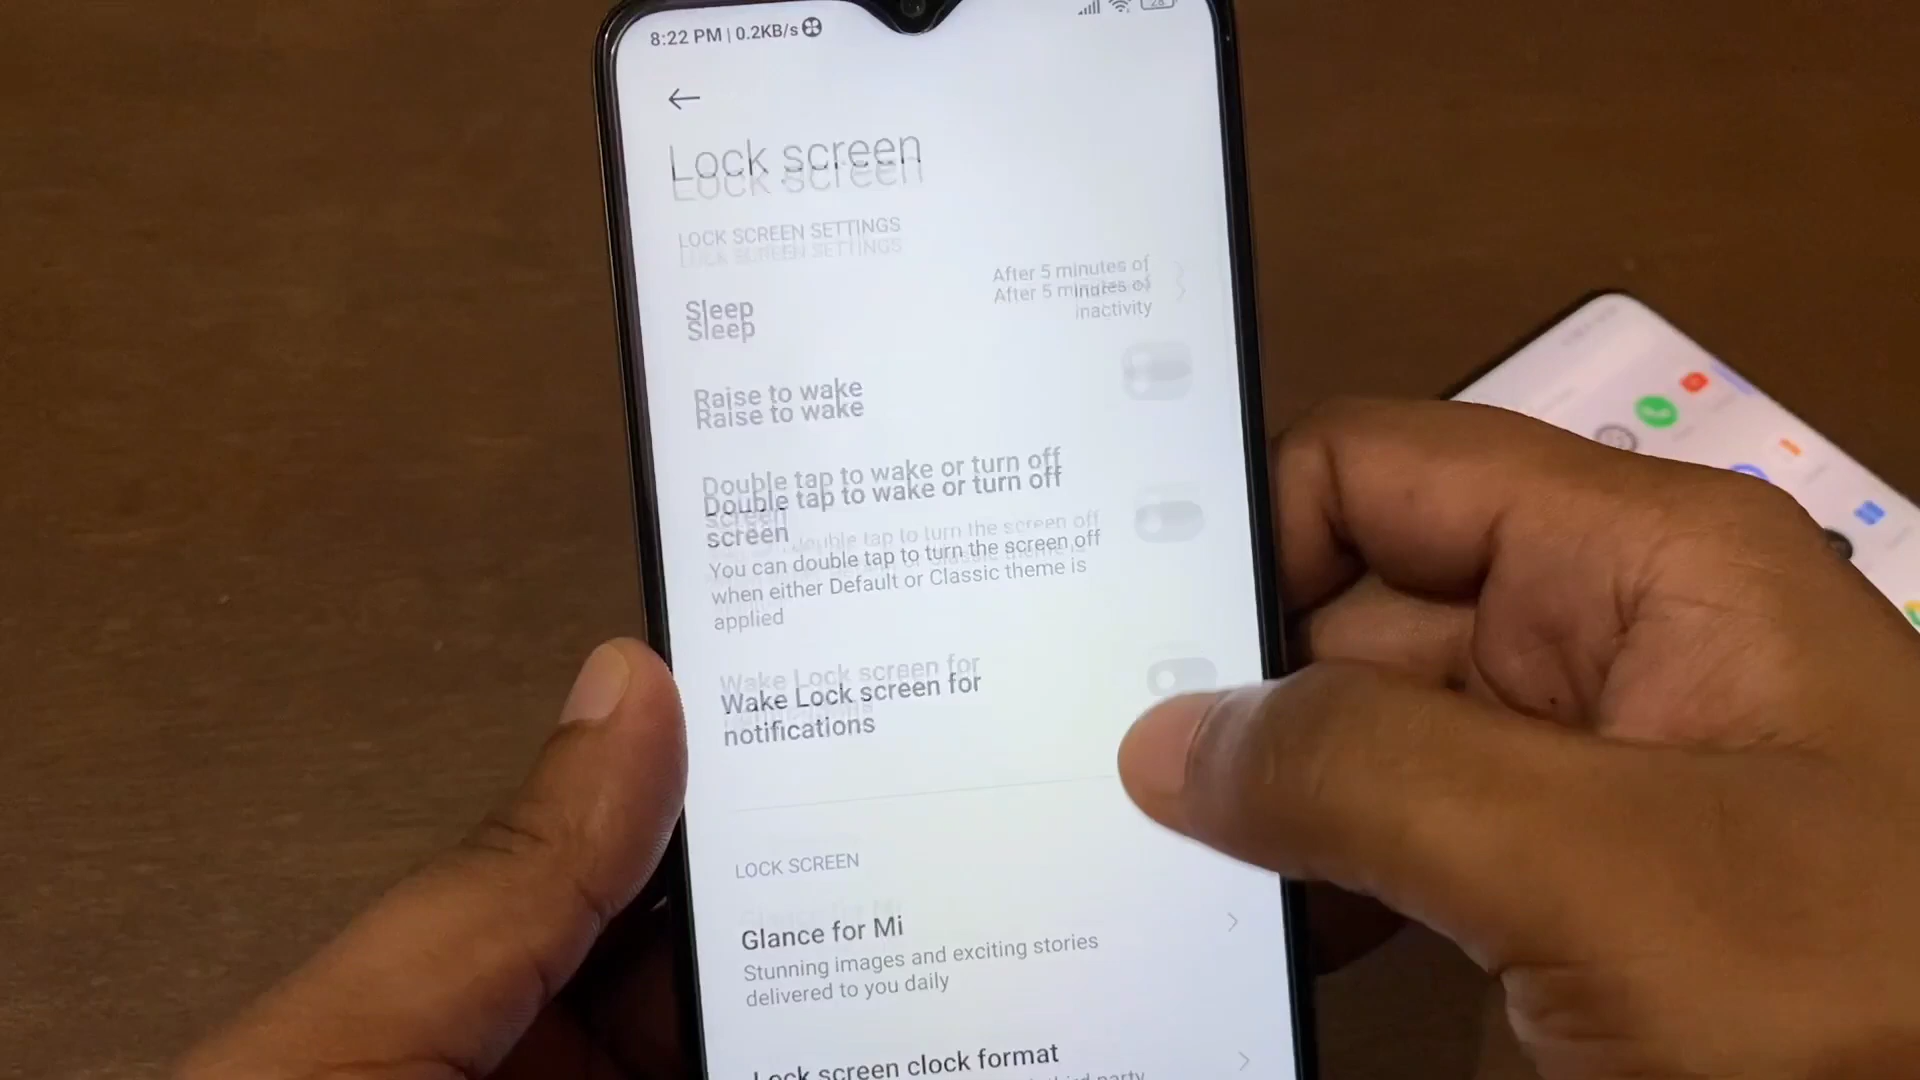 8:22 PM | 0.2KB/s
28
Lock screen
LOCK SCREEN SETTINGS
Sleep
After 5 minutes of
inactivity
Raise to wake
Double tap to wake or turn off
screen
You can double tap to turn the screen off
when either Default or Classic theme is
applied
Wake Lock screen for
notifications
LOCK SCREEN
Glance for Mi
Stunning images and exciting stories
delivered to you daily
Lock screen clock format
party